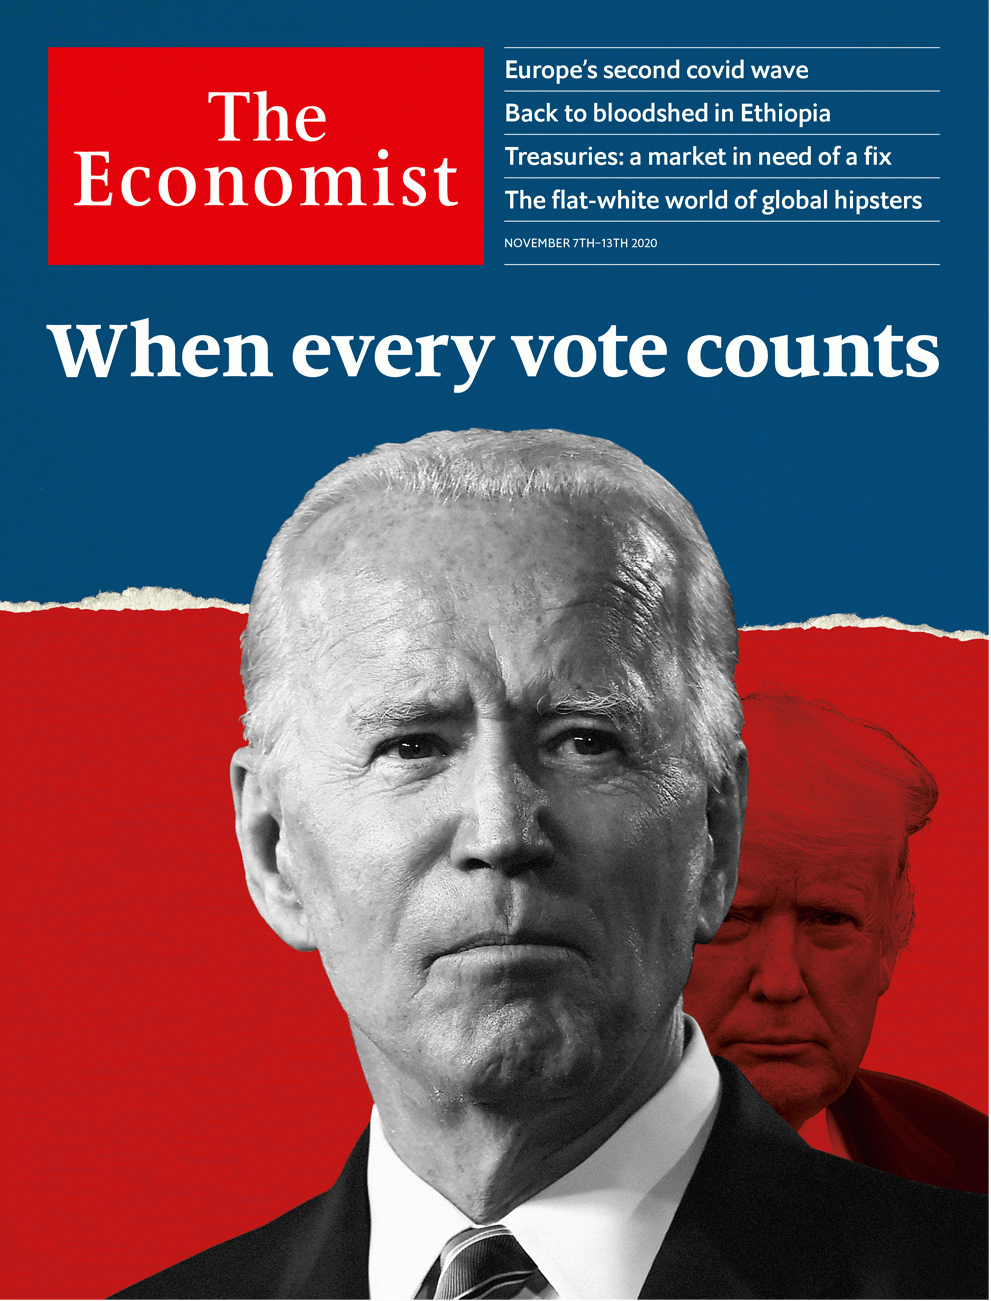 The
Economist
Europe’s second covid wave
Back to bloodshed in Ethiopia
Treasuries: a market in need of a fix
The flat-white world of global hipsters
NOVEMBER 7TH–13TH 2020
When every vote counts